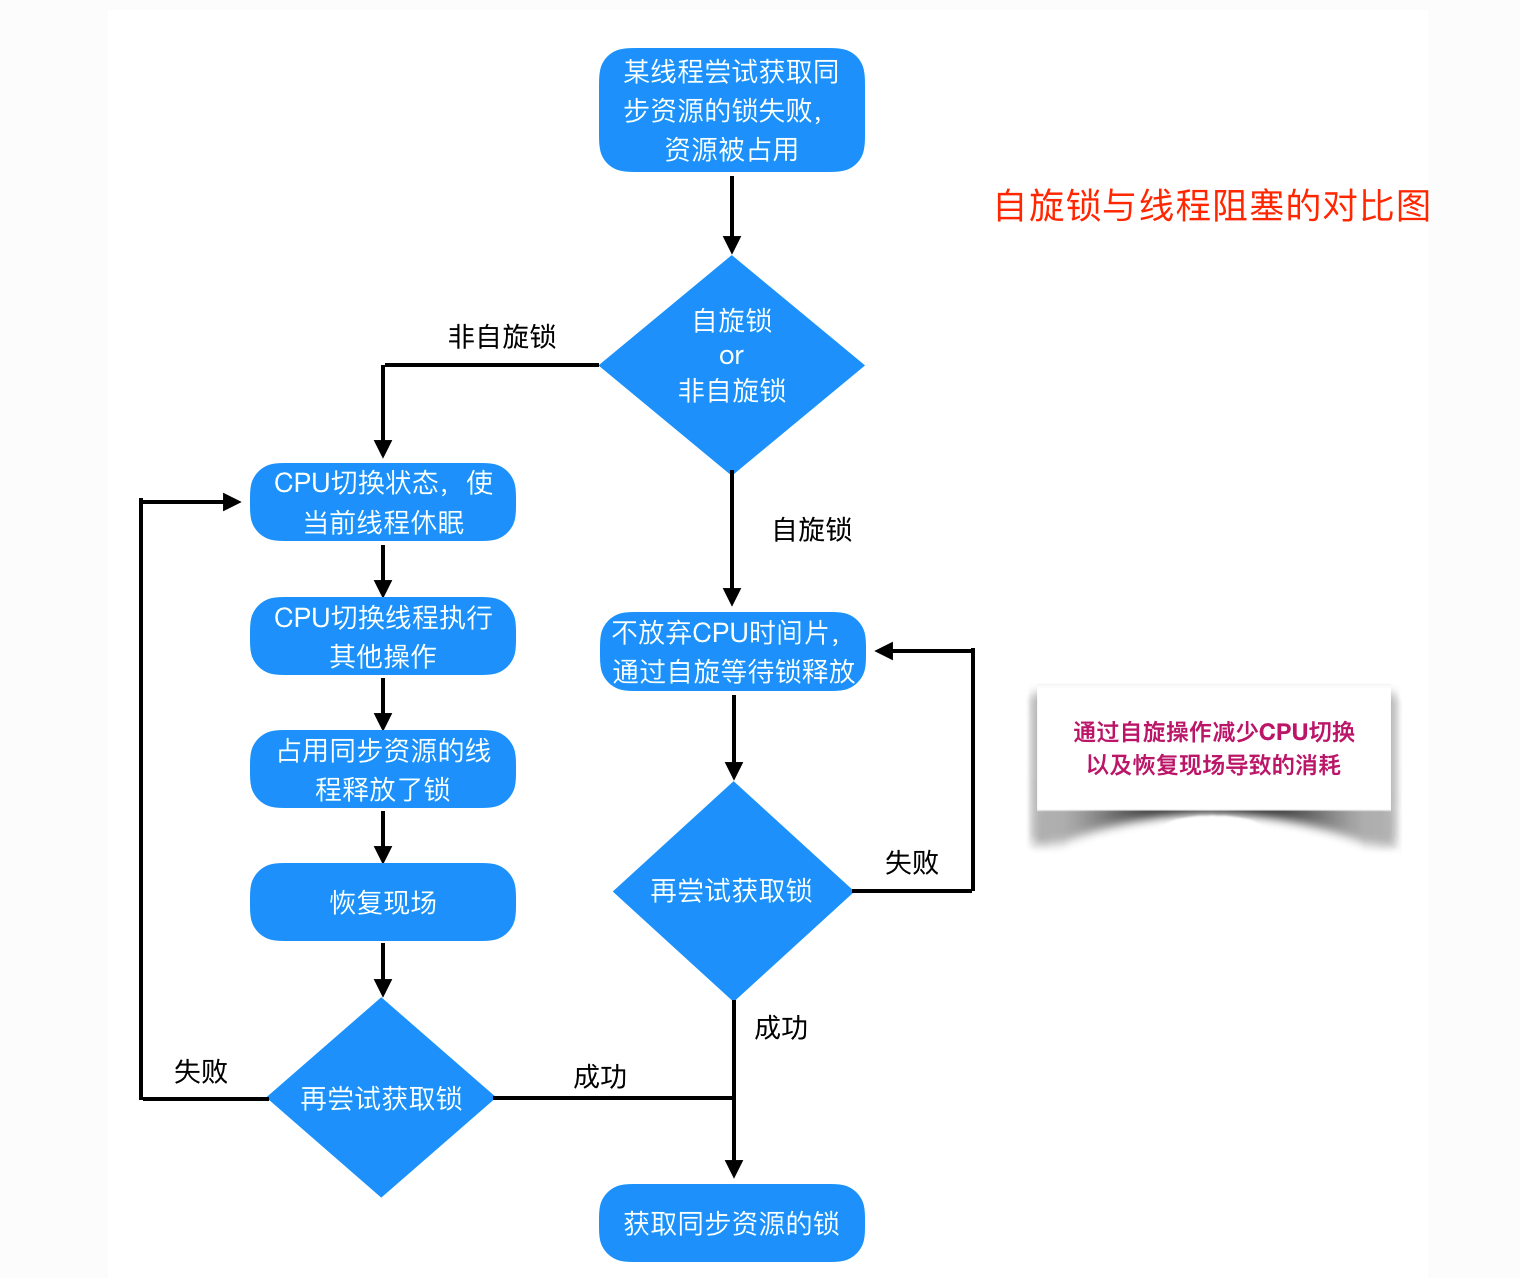 某线程尝试获取同
步资源的锁失败，
资源被占用
自旋锁与线程阻塞的对比图
自旋锁
or
非自旋锁
非自旋锁
CPU切换状态，使
当前线程休眠
自旋锁
CPU切换线程执行
其他操作
不放弃CPU时间片，
通过自旋等待锁释放
占用同步资源的线
程释放了锁
通过自旋操作减少CPU切换
以及恢复现场导致的消耗
恢复现场
再尝试获取锁
失败
成功
再尝试获取锁
失败
成功
获取同步资源的锁